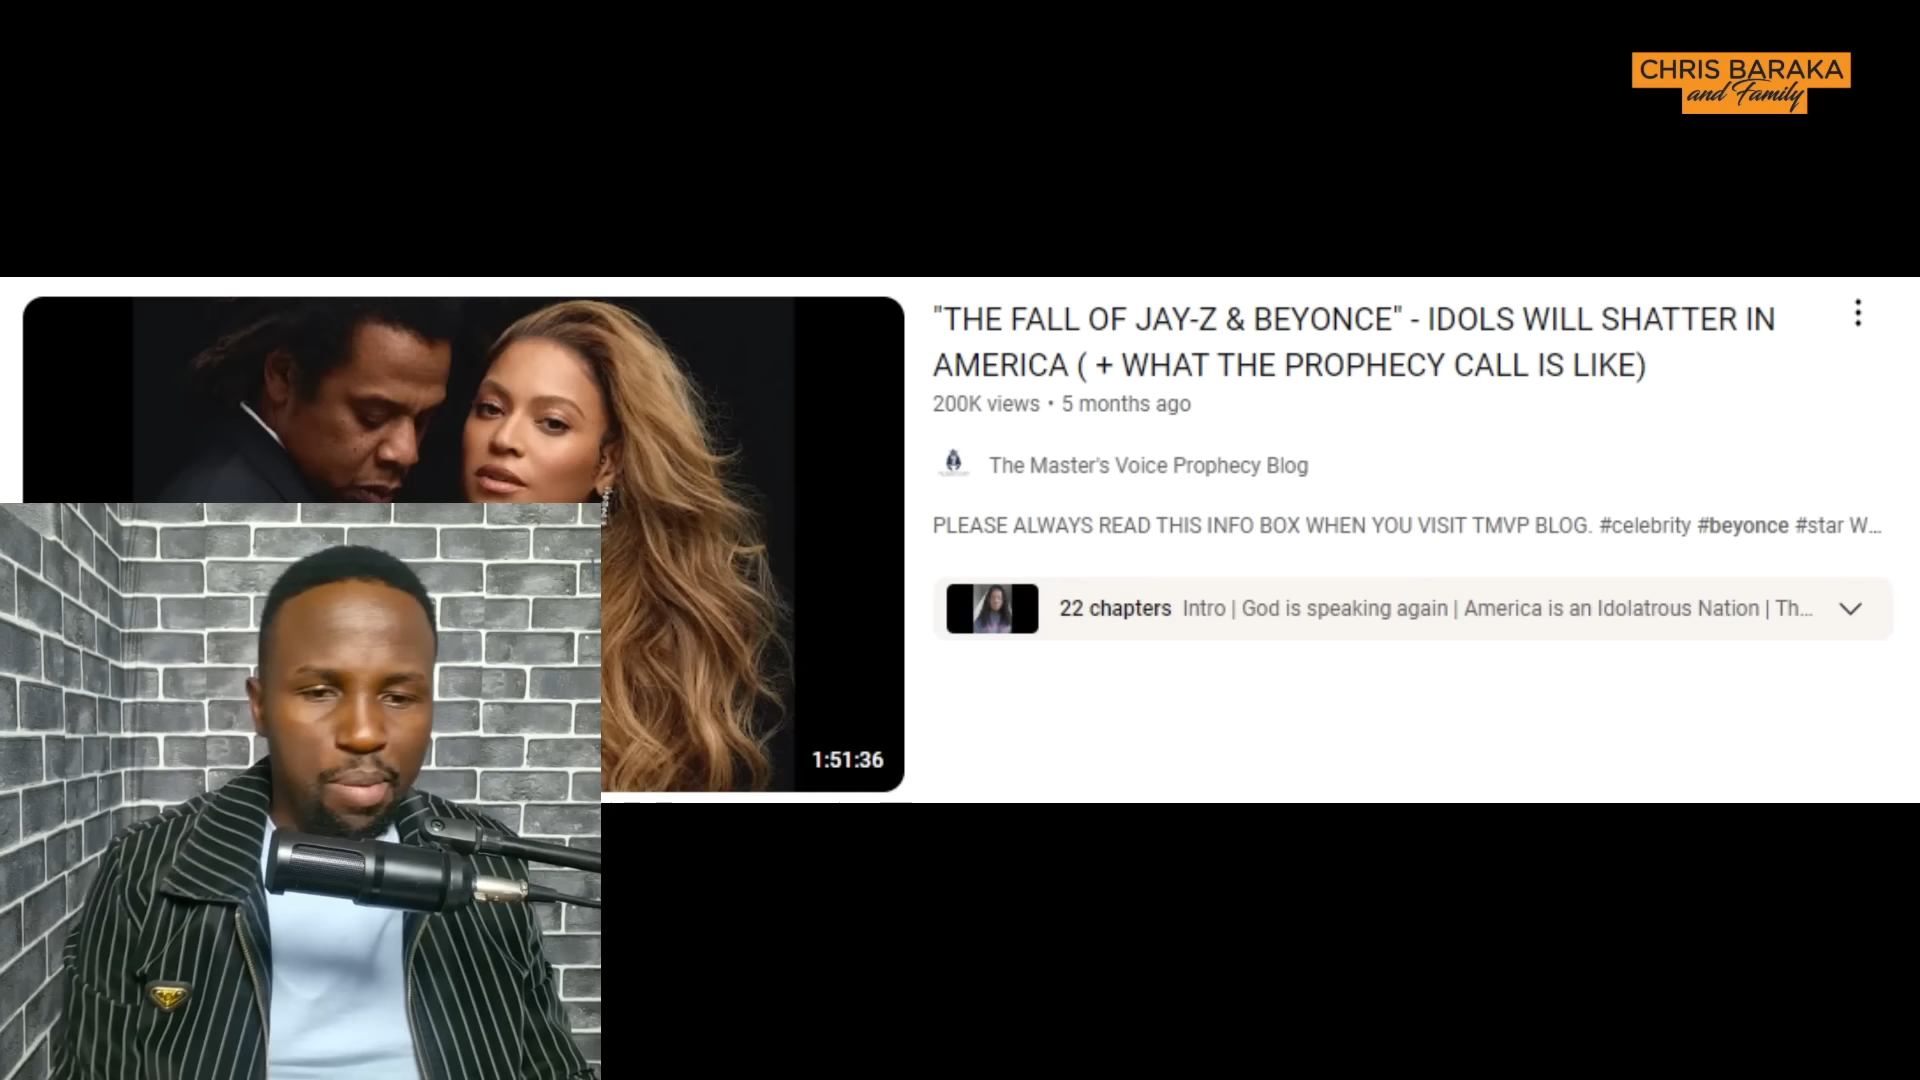 CHRIS BARAKA
and Family
"THE FALL OF JAY-Z & BEYONCE" - IDOLS WILL SHATTER IN
AMERICA ( + WHAT THE PROPHECY CALL IS LIKE)
200K views • 5 months ago
The Master's Voice Prophecy Blog
PLEASE ALWAYS READ THIS INFO BOX WHEN YOU VISIT TMVP BLOG. #celebrity #beyonce #star W...
22 chapters Intro | God is speaking again | America is an Idolatrous Nation | Th...
1:51:36